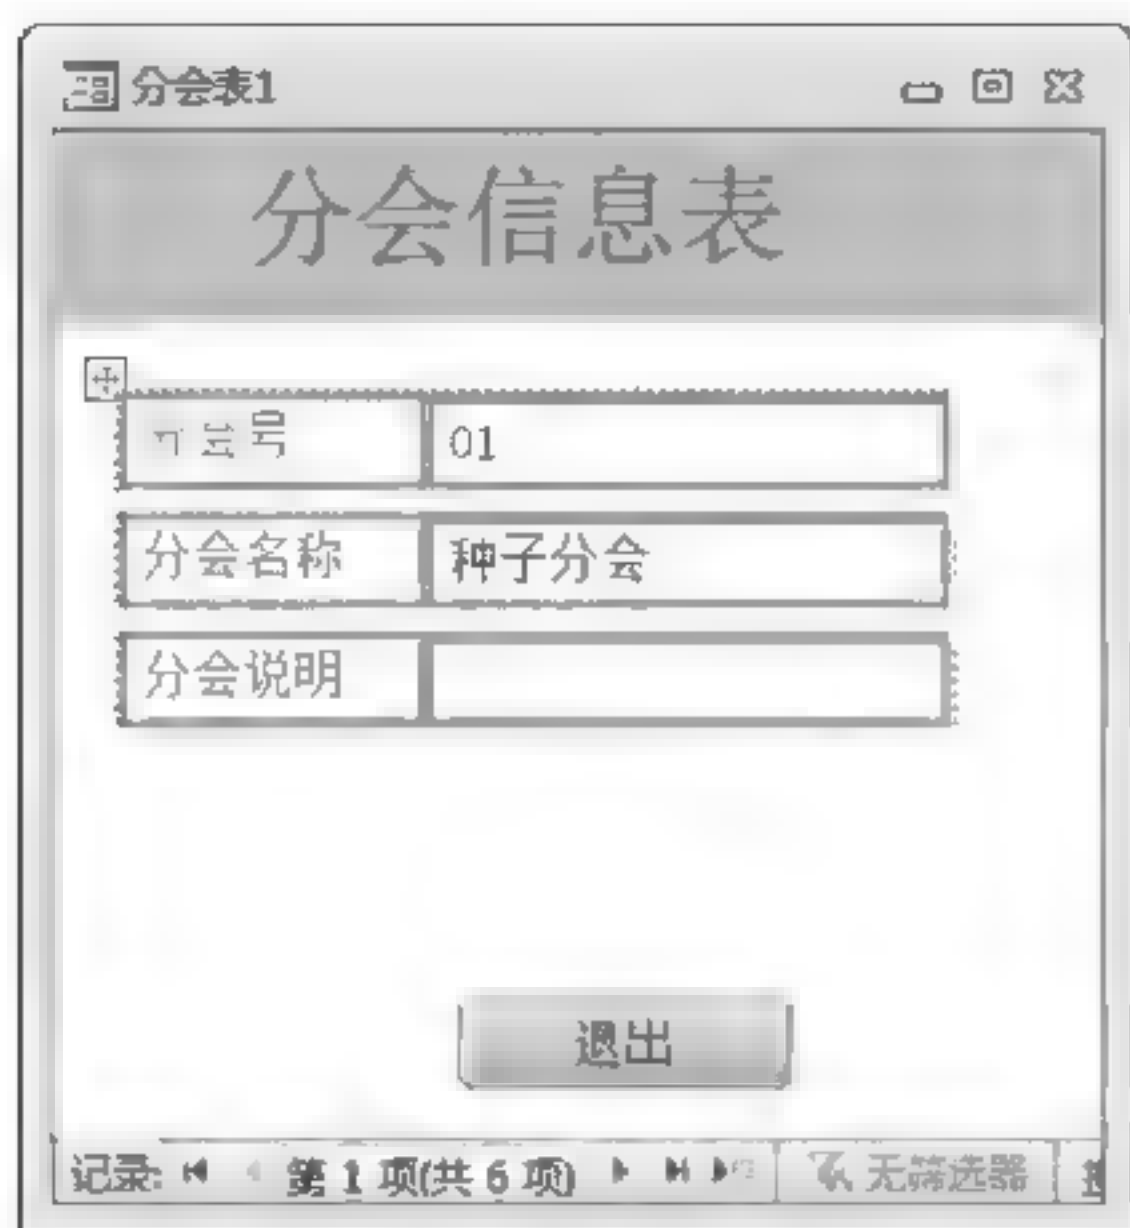 分会表1
分会信息表
号 01
分会名称 种子分会
分会说明
退出
记录: 第 1 项(共 6 项) 无筛选器